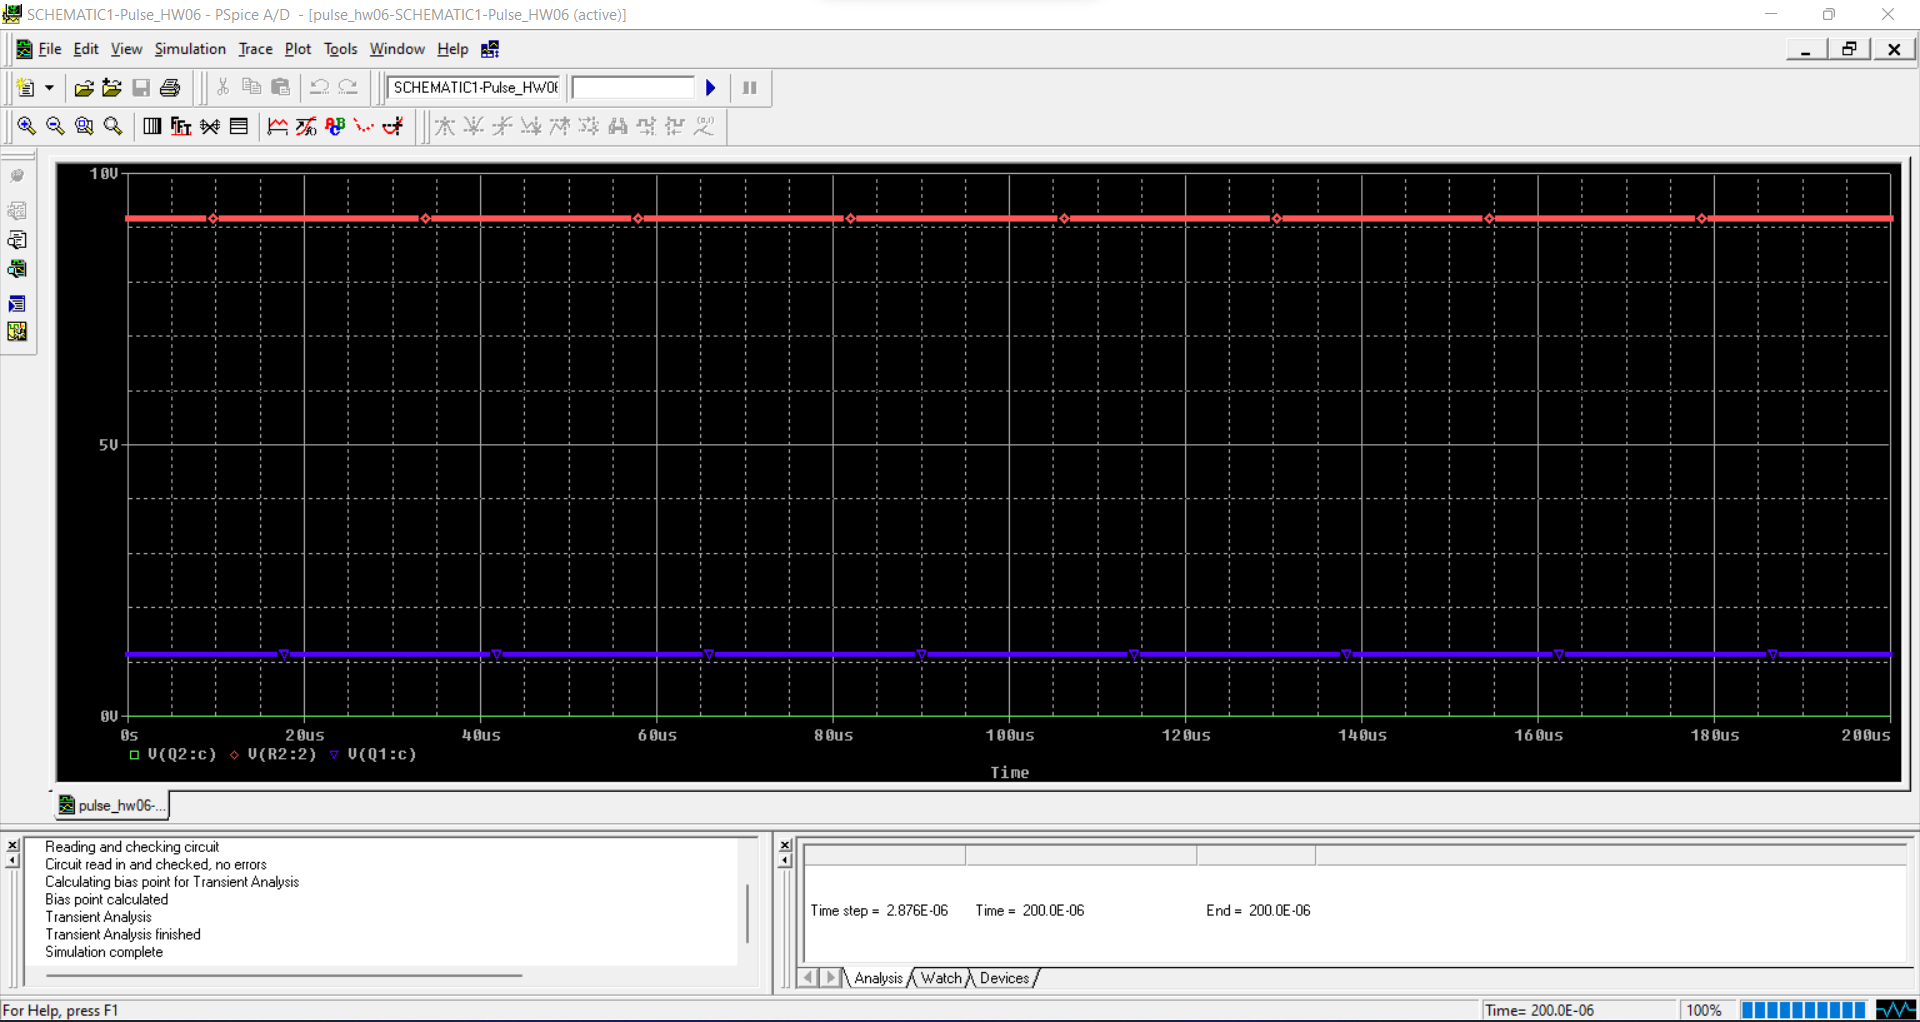 SCHEMATIC1-Pulse_HW06 - PSpice A/D - [pulse_hw06-SCHEMATIC1-Pulse_HW06 (active)]
File Edit View Simulation Trace Plot Tools Window Help
SCHEMATIC1-Pulse_HW06
FFT
10V
5V
0V
0s 20us 40us 60us 80us 100us 120us 140us 160us 180us 200us
V(Q2:c) V(R2:2) V(Q1:c)
Time
pulse_hw06-...
Reading and checking circuit
Circuit read in and checked, no errors
Calculating bias point for Transient Analysis
Bias point calculated
Transient Analysis
Transient Analysis finished
Simulation complete
Time step = 2.876E-06 Time = 200.0E-06 End = 200.0E-06
Analysis Watch Devices
For Help, press F1 Time= 200.0E-06 100%